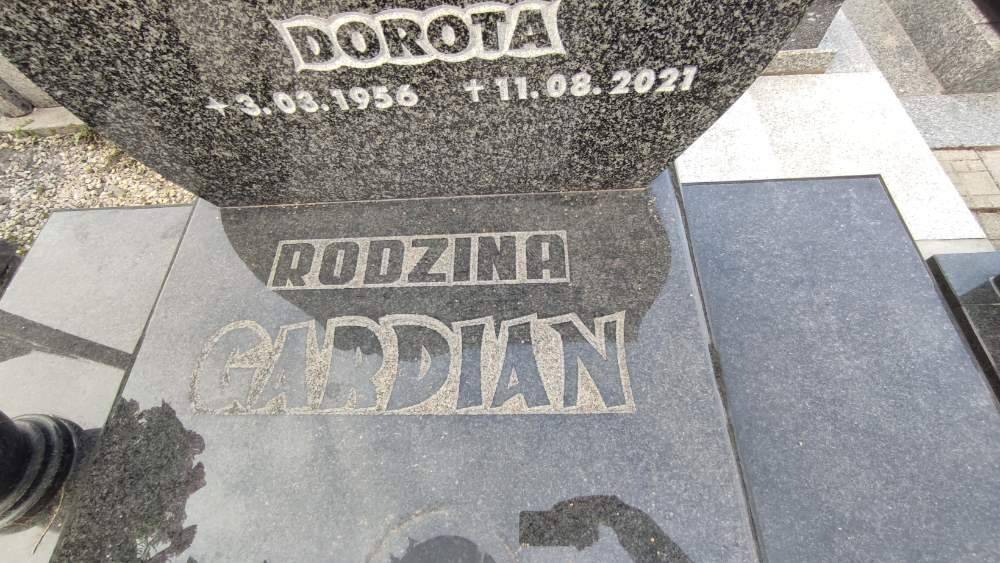 DOROTA
★ 3.03.1956 ✝ 11.08.2021
RODZINA
GARDIAN